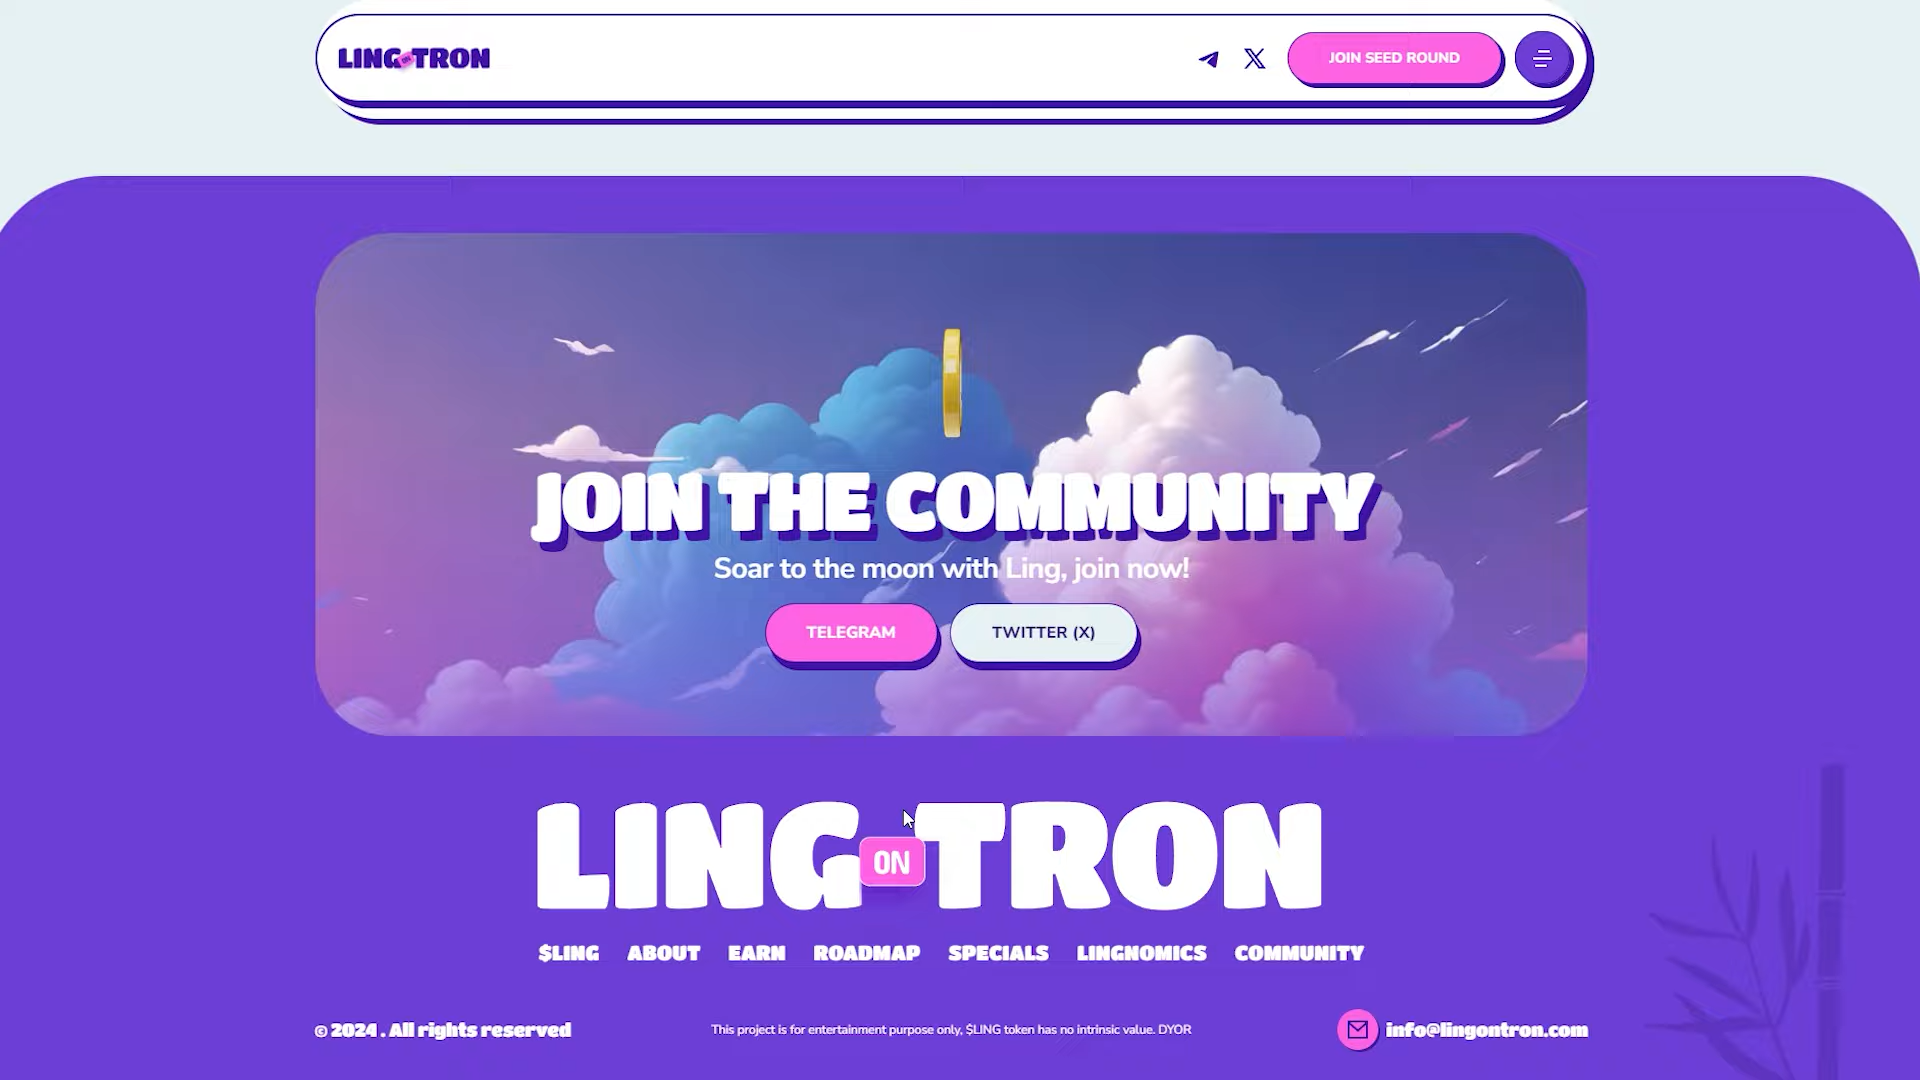 LING ON TRON
JOIN SEED ROUND
JOIN THE COMMUNITY
Soar to the moon with Ling, join now!
TELEGRAM
TWITTER (X)
LING ON TRON
$LING ABOUT EARN ROADMAP SPECIALS LINGNOMICS COMMUNITY
© 2024 . All rights reserved
This project is for entertainment purpose only, $LING token has no intrinsic value. DYOR
info@lingontron.com